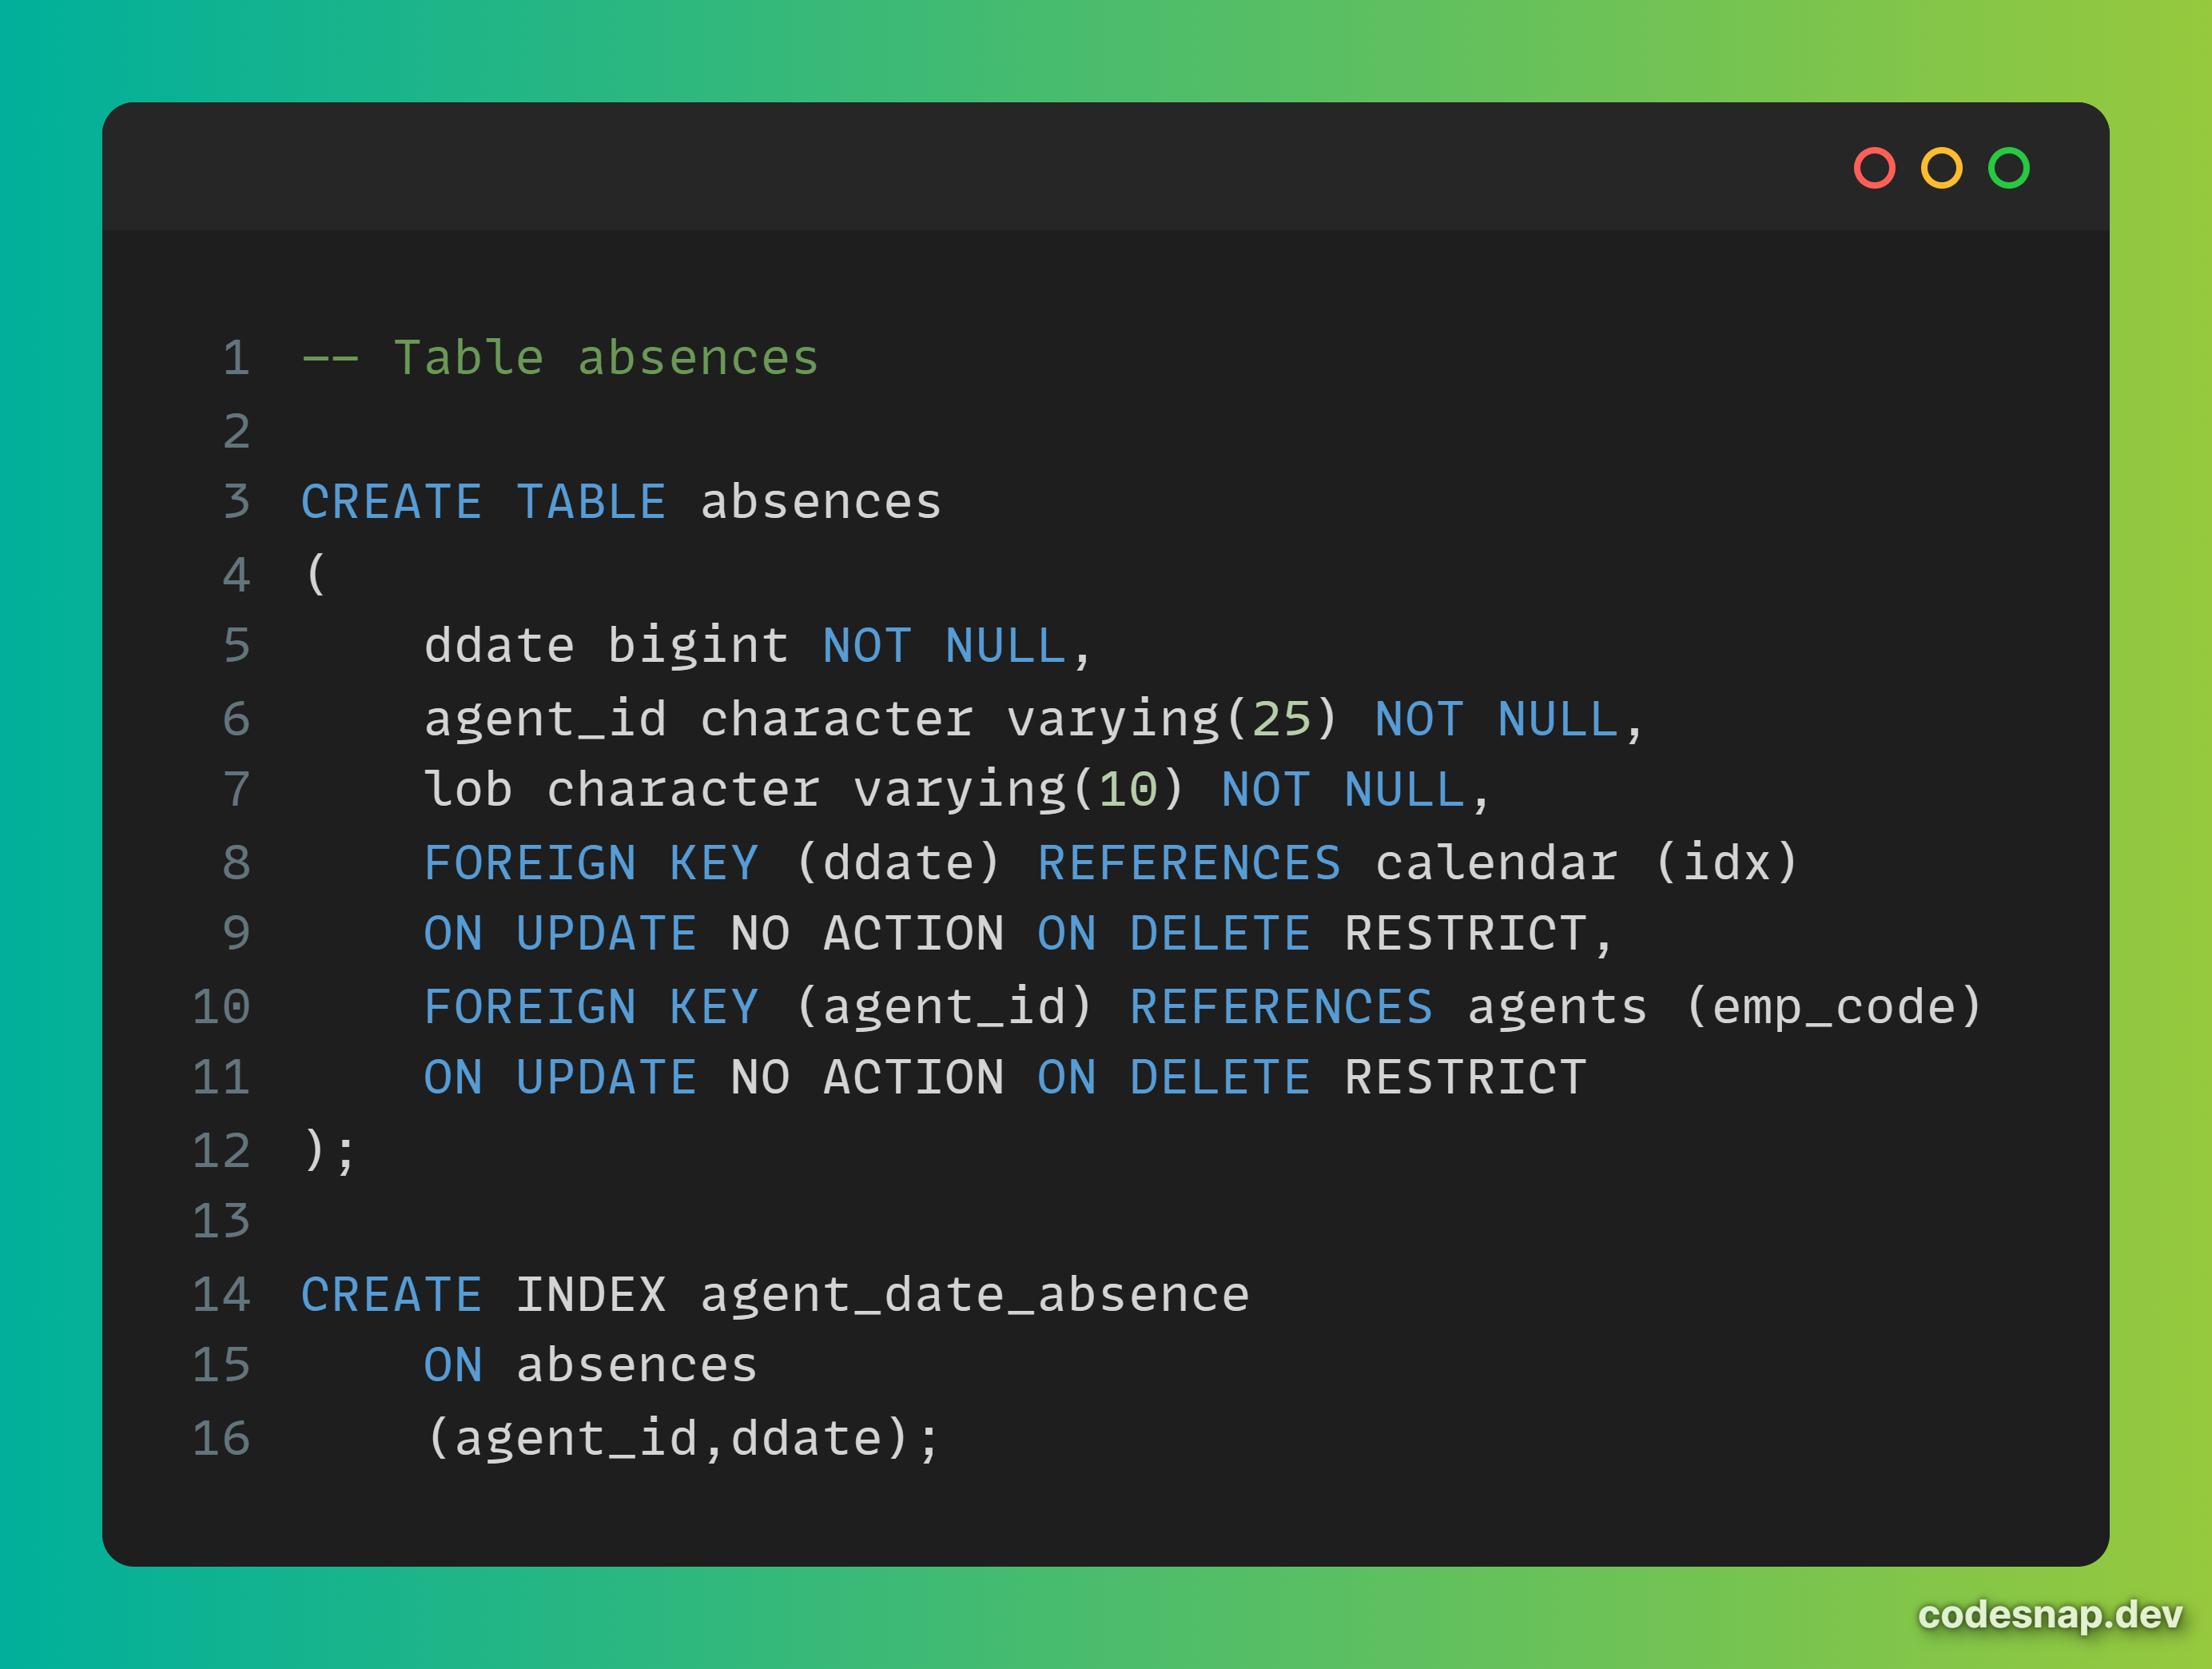 1 -- Table absences
2
3 CREATE TABLE absences
4 (
5     ddate bigint NOT NULL,
6     agent_id character varying(25) NOT NULL,
7     lob character varying(10) NOT NULL,
8     FOREIGN KEY (ddate) REFERENCES calendar (idx)
9     ON UPDATE NO ACTION ON DELETE RESTRICT,
10     FOREIGN KEY (agent_id) REFERENCES agents (emp_code)
11     ON UPDATE NO ACTION ON DELETE RESTRICT
12 );
13
14 CREATE INDEX agent_date_absence
15     ON absences
16     (agent_id,ddate);
codesnap.dev